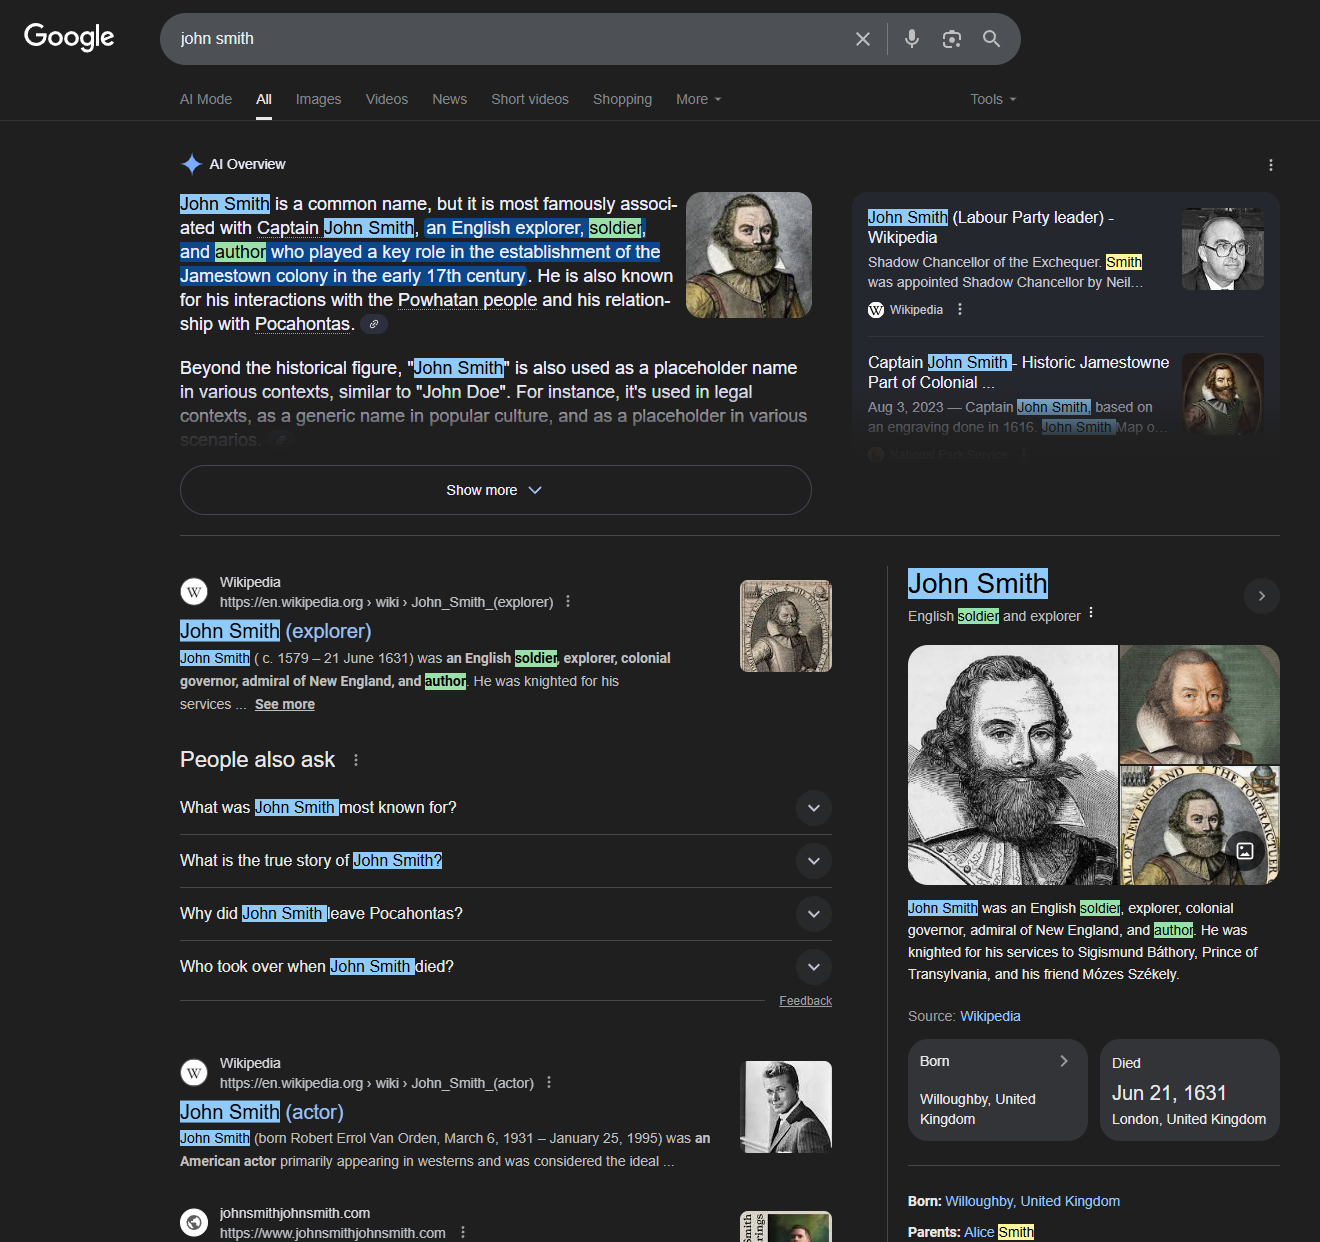 Google
john smith
AI Mode
All
Images
Videos
News
Short videos
Shopping
More
Tools
AI Overview
John Smith is a common name, but it is most famously associ-
ated with Captain John Smith, an English explorer, soldier,
and author who played a key role in the establishment of the
Jamestown colony in the early 17th century. He is also known
for his interactions with the Powhatan people and his relation-
ship with Pocahontas.
Beyond the historical figure, "John Smith" is also used as a placeholder name
in various contexts, similar to "John Doe". For instance, it's used in legal
contexts, as a generic name in popular culture, and as a placeholder in various
scenarios.
Show more
John Smith (Labour Party leader) -
Wikipedia
Shadow Chancellor of the Exchequer. Smith
was appointed Shadow Chancellor by Neil...
W Wikipedia
Captain John Smith - Historic Jamestowne
Part of Colonial ...
Aug 3, 2023 — Captain John Smith, based on
an engraving done in 1616. John Smith Map o...
National Park Service
W
Wikipedia
https://en.wikipedia.org › wiki › John_Smith_(explorer)
John Smith (explorer)
John Smith ( c. 1579 – 21 June 1631) was an English soldier, explorer, colonial
governor, admiral of New England, and author. He was knighted for his
services ... See more
People also ask
What was John Smith most known for?
What is the true story of John Smith?
Why did John Smith leave Pocahontas?
Who took over when John Smith died?
Feedback
W
Wikipedia
https://en.wikipedia.org › wiki › John_Smith_(actor)
John Smith (actor)
John Smith (born Robert Errol Van Orden, March 6, 1931 – January 25, 1995) was an
American actor primarily appearing in westerns and was considered the ideal ...
johnsmithjohnsmith.com
https://www.johnsmithjohnsmith.com
John Smith
English soldier and explorer
OF NEW ENGLAND
THE PORTRAICTUER
John Smith was an English soldier, explorer, colonial
governor, admiral of New England, and author. He was
knighted for his services to Sigismund Báthory, Prince of
Transylvania, and his friend Mózes Székely.
Source: Wikipedia
Born
Willoughby, United
Kingdom
Died
Jun 21, 1631
London, United Kingdom
Born: Willoughby, United Kingdom
Parents: Alice Smith